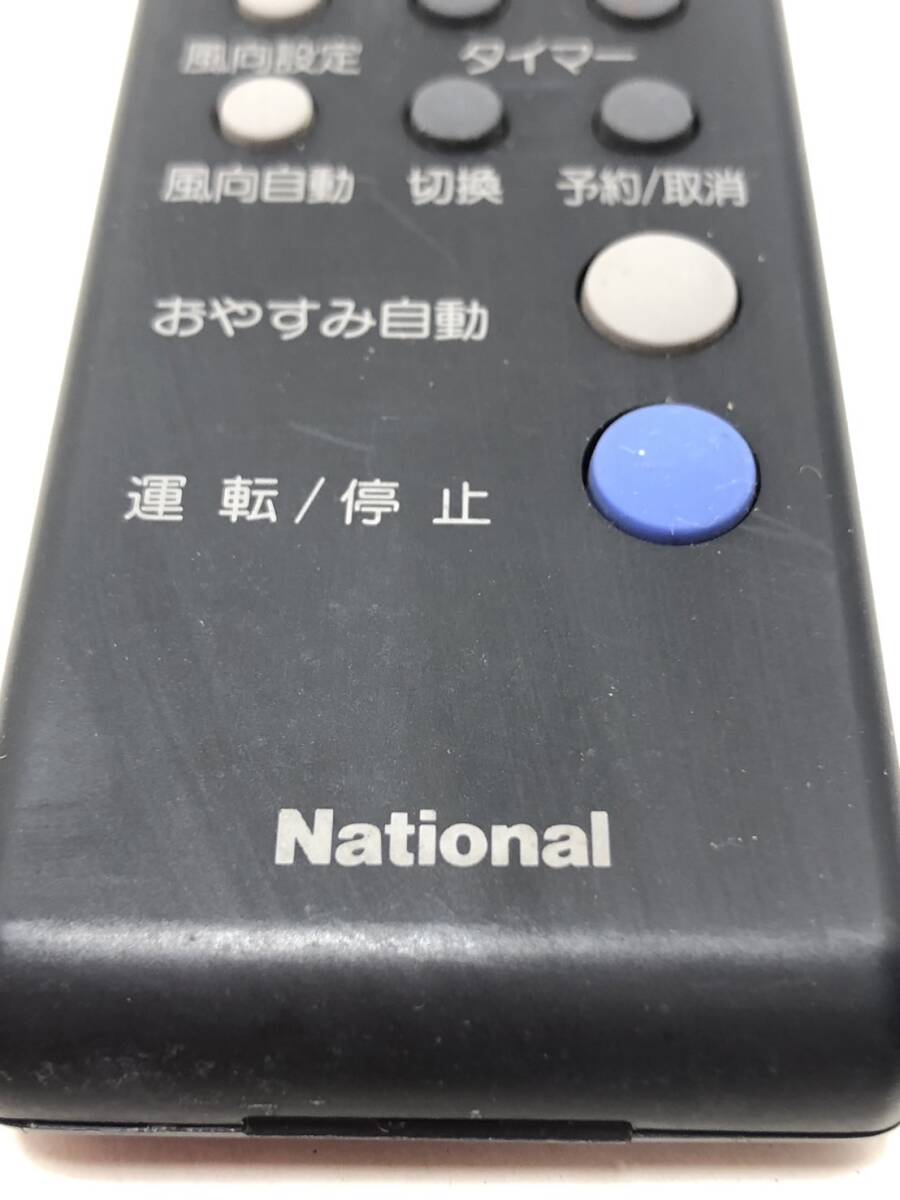 風向設定 タイマー
風向自動 切換 予約/取消
おやすみ自動
運転/停止
National